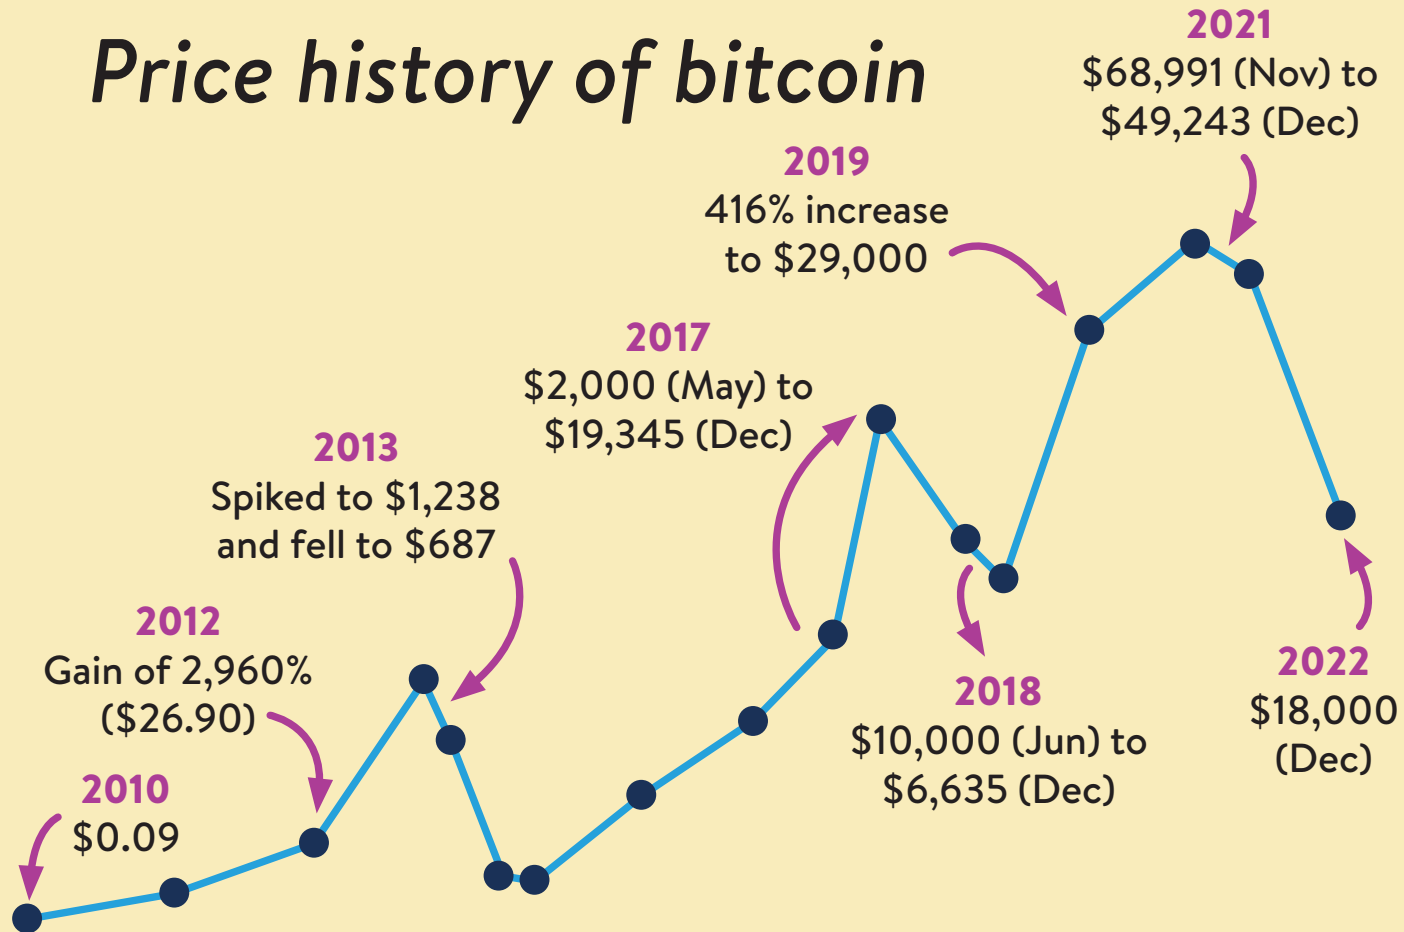 Price history of bitcoin
2010
$0.09
2012
Gain of 2,960%
($26.90)
2013
Spiked to $1,238
and fell to $687
2017
$2,000 (May) to
$19,345 (Dec)
2018
$10,000 (Jun) to
$6,635 (Dec)
2019
416% increase
to $29,000
2021
$68,991 (Nov) to
$49,243 (Dec)
2022
$18,000
(Dec)